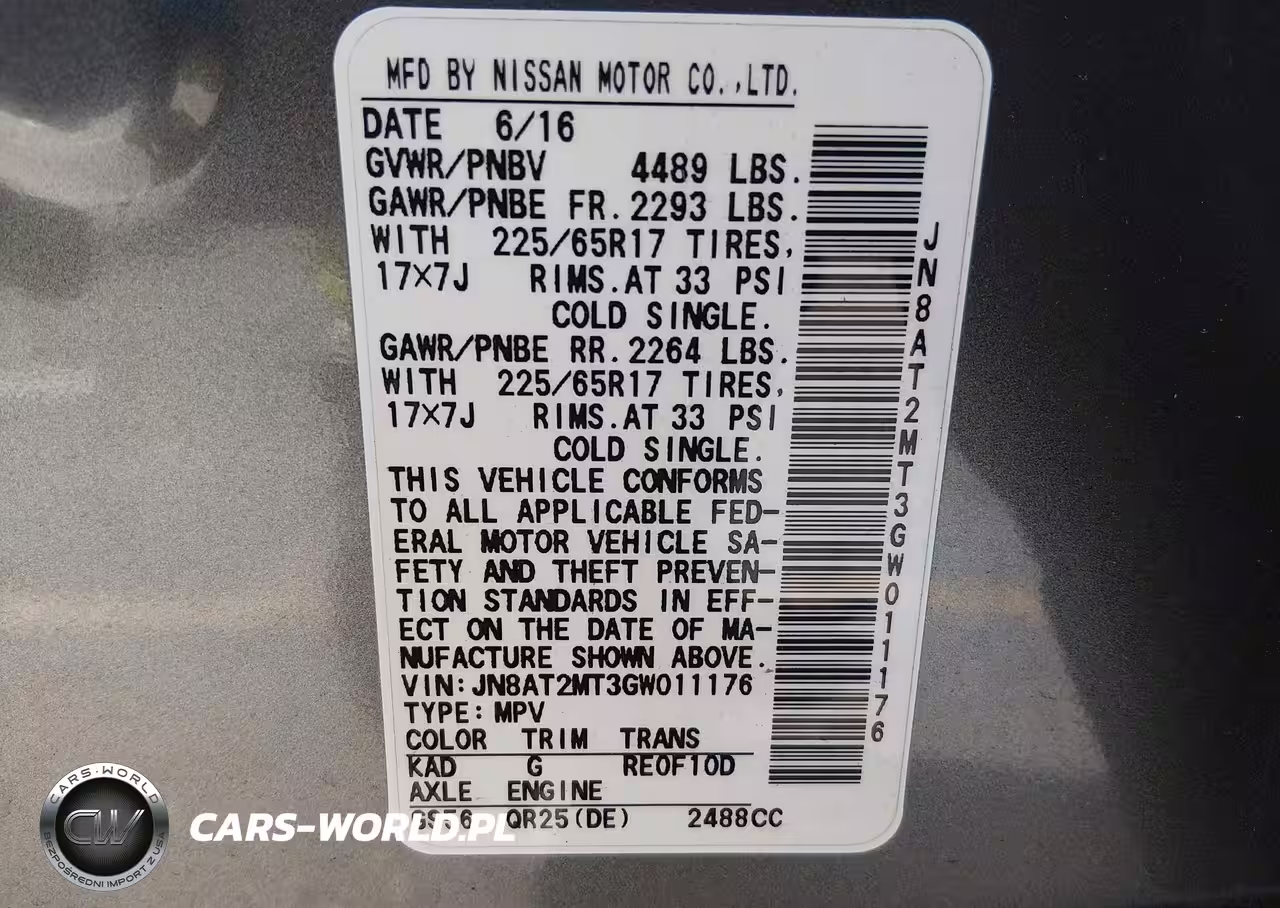 MFD BY NISSAN MOTOR CO.,LTD.
DATE 6/16
GVWR/PNBV 4489 LBS.
GAWR/PNBE FR. 2293 LBS.
WITH 225/65R17 TIRES,
17×7J RIMS.AT 33 PSI
COLD SINGLE.
GAWR/PNBE RR. 2264 LBS.
WITH 225/65R17 TIRES,
17×7J RIMS.AT 33 PSI
COLD SINGLE.
THIS VEHICLE CONFORMS
TO ALL APPLICABLE FED-
ERAL MOTOR VEHICLE SA-
FETY AND THEFT PREVEN-
TION STANDARDS IN EFF-
ECT ON THE DATE OF MA-
NUFACTURE SHOWN ABOVE.
VIN:JN8AT2MT3GW011176
TYPE:MPV
COLOR TRIM TRANS
KAD G RE0F10D
AXLE ENGINE
QR25(DE) 2488CC
JN8AT2MT3GW011176
CARS-WORLD
CW
BEZPOŚREDNI IMPORT Z USA
CARS-WORLD.PL